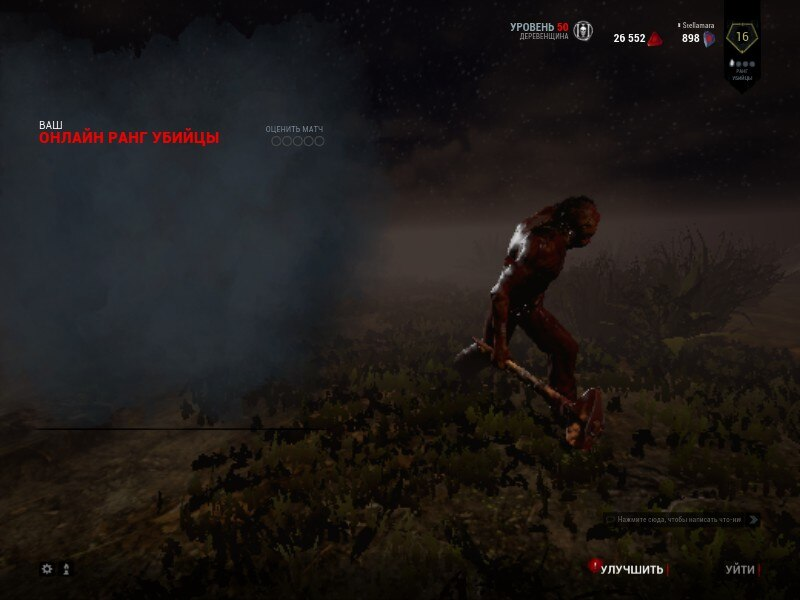 УРОВЕНЬ 50
ДЕРЕВЕНЩИНА
26 552
Stellamara
898
16
РАНГ
УБИЙЦЫ
ВАШ
ОНЛАЙН РАНГ УБИЙЦЫ
ОЦЕНИТЬ МАТЧ
Нажмите сюда, чтобы написать что-ни
! УЛУЧШИТЬ
УЙТИ